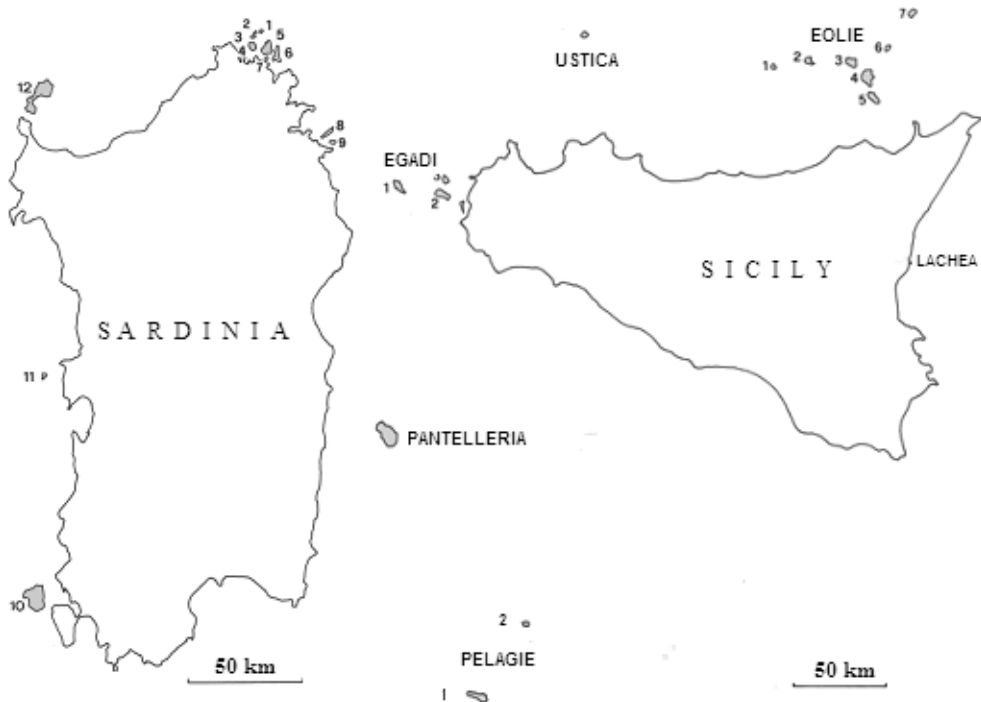 7
2 1
3 5
4 6
7
EOLIE
6
USTICA
1 2 3
4
5
12
8
9
EGADI
1
2
SICILY
LACHEA
SARDINIA
11
PANTELLERIA
10
2
PELAGIE
50 km
50 km
1